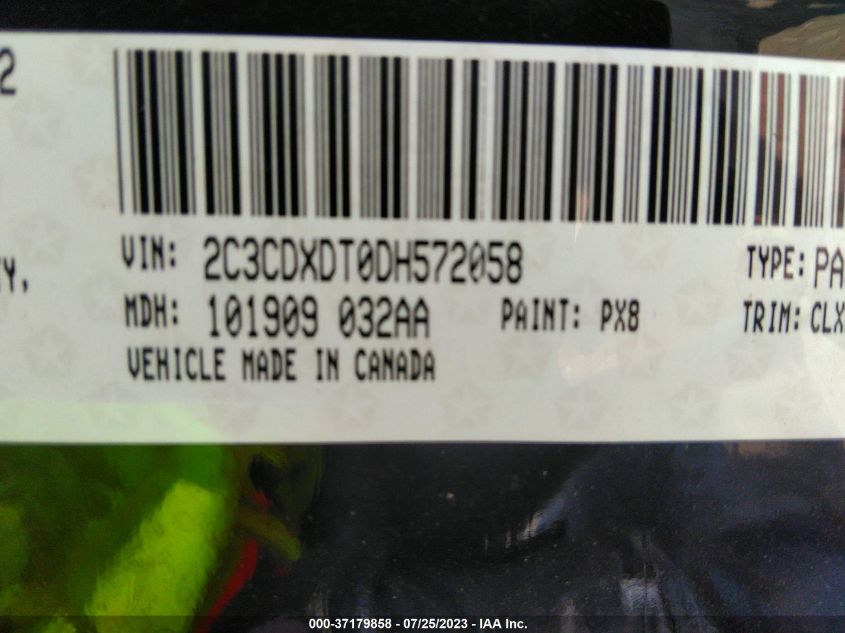 2
Y,
VIN: 2C3CDXDT0DH572058
TYPE: PA
MDH: 101909 032AA
PAINT: PX8
TRIM: CLX
VEHICLE MADE IN CANADA
000-37179858 - 07/25/2023 - IAA Inc.